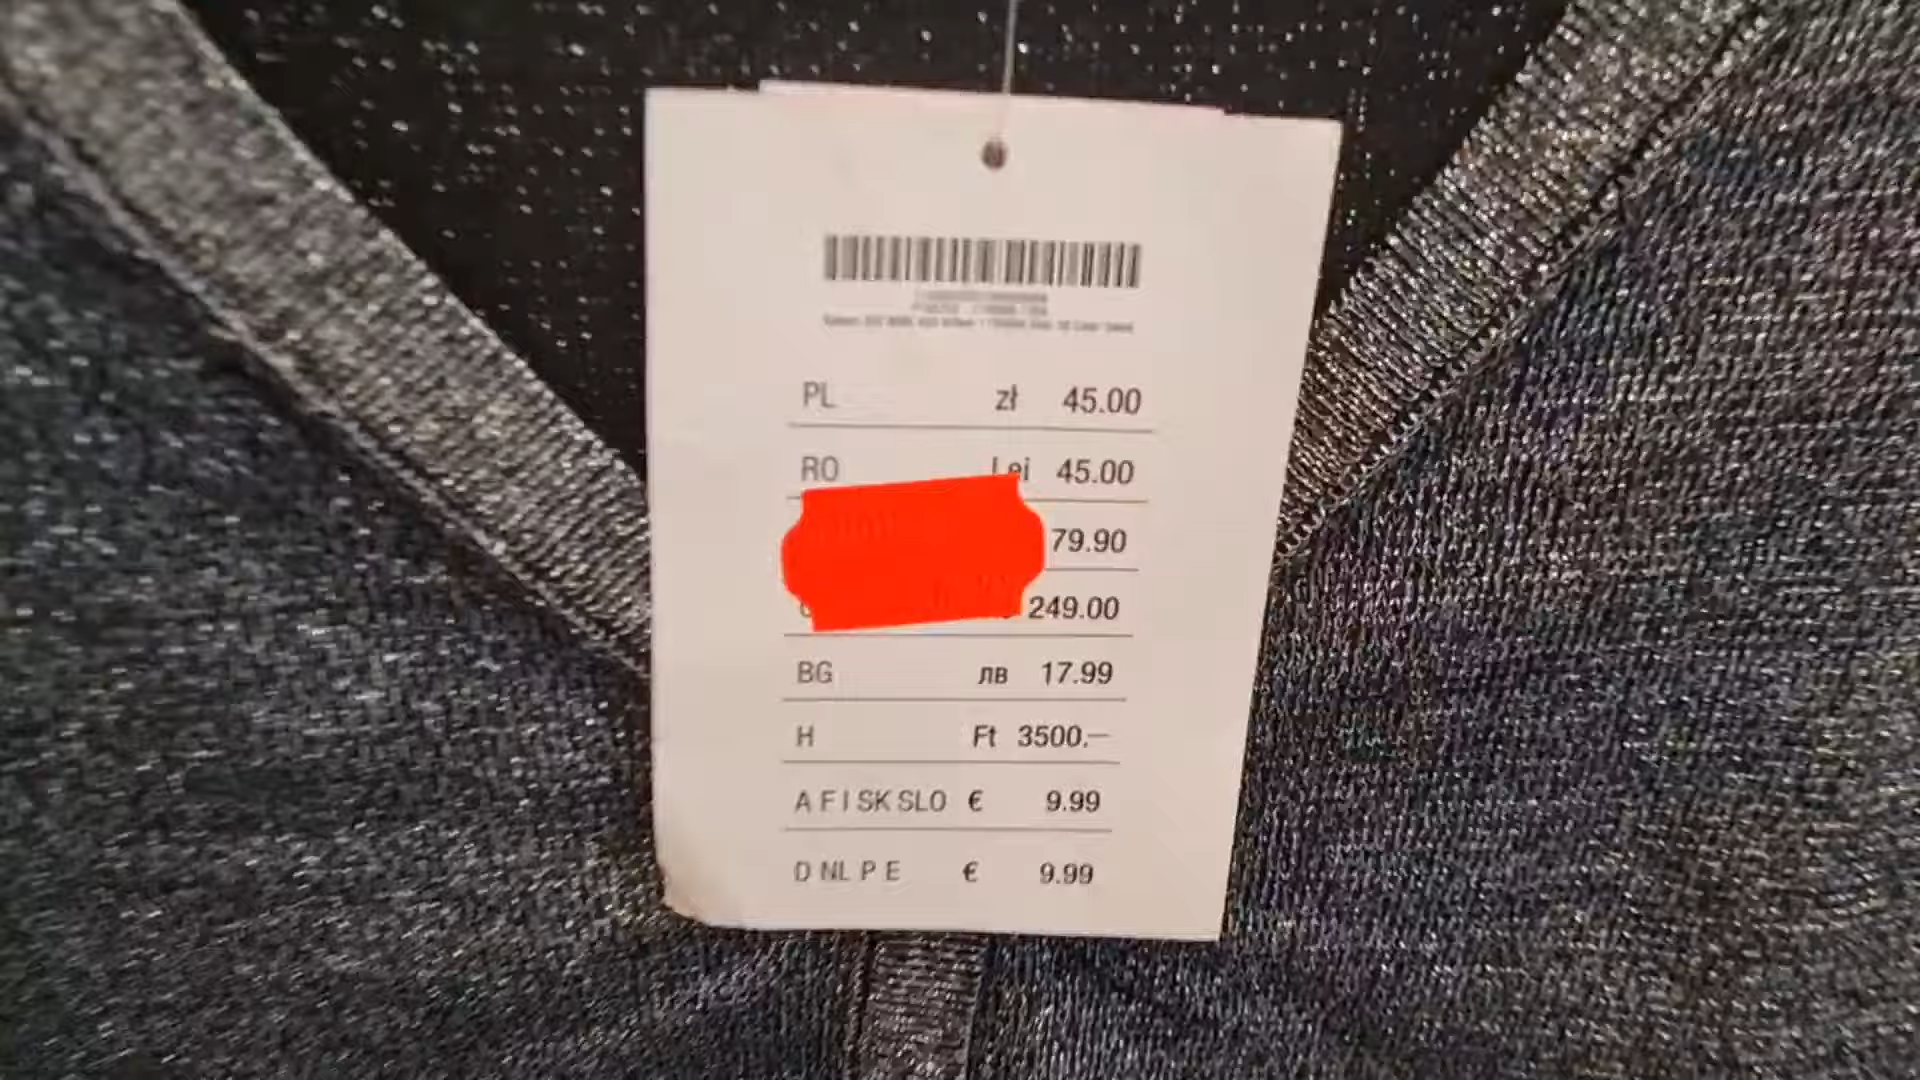 PL zł 45.00
RO Lei 45.00
79.90
249.00
BG лв 17.99
H Ft 3500.—
A F I SK SLO € 9.99
D NL P E € 9.99